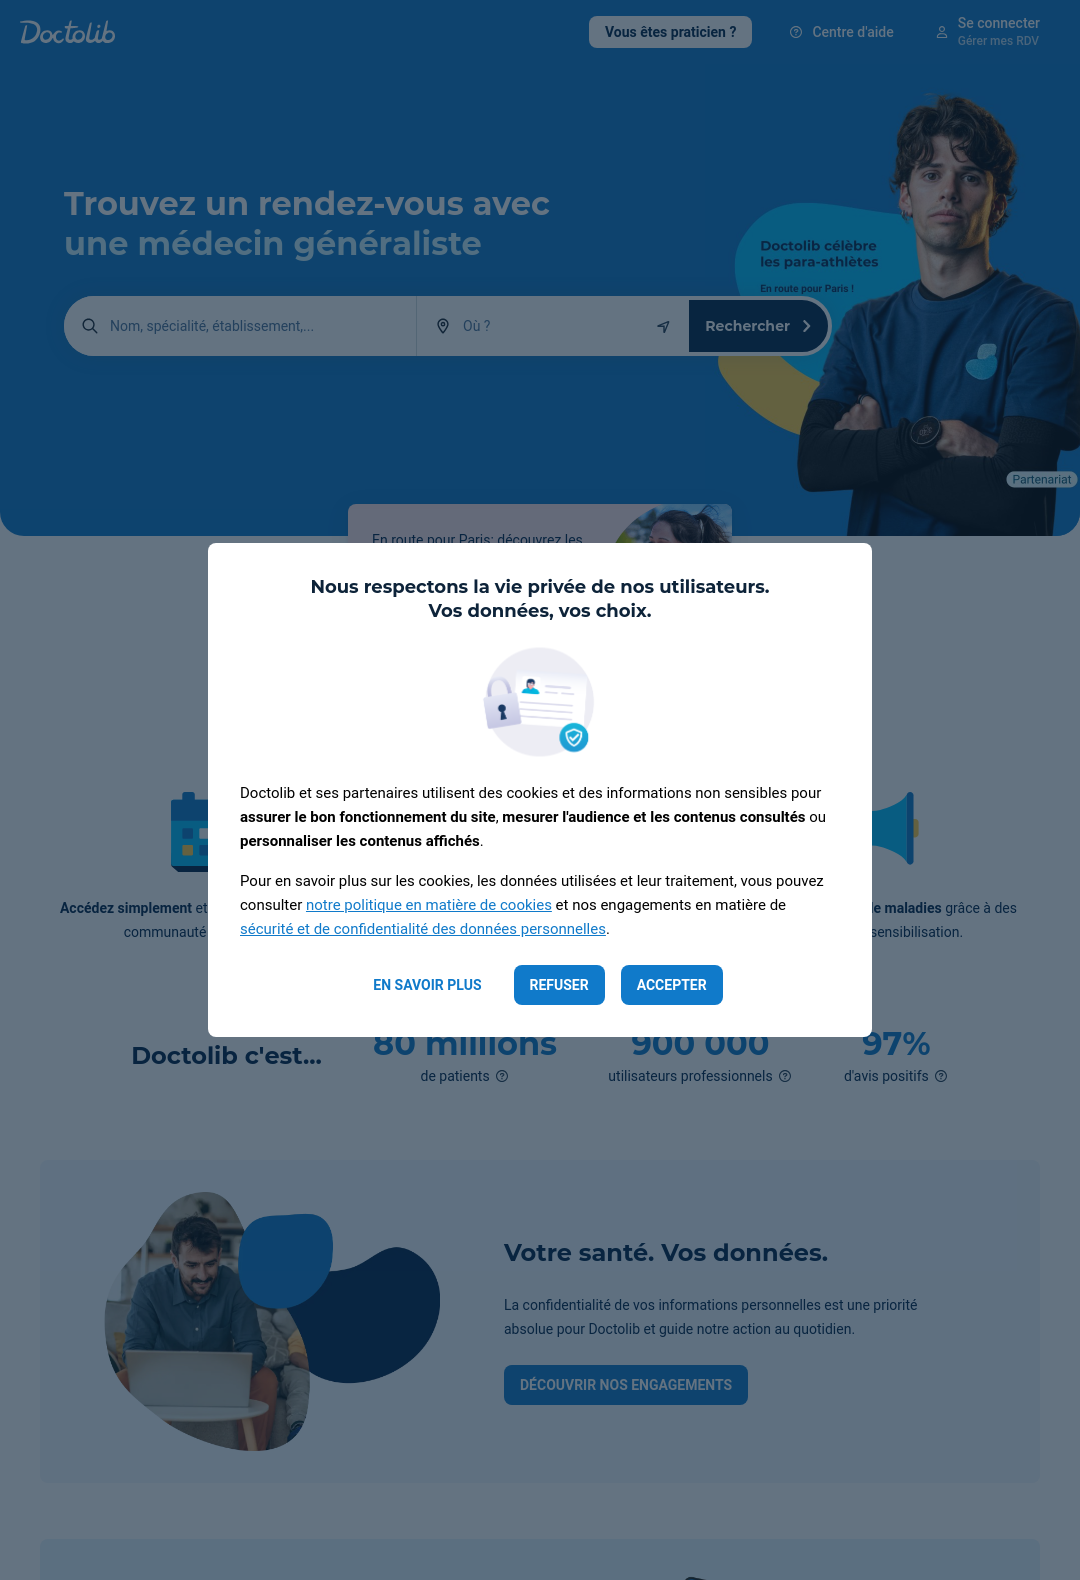 Doctolib
Vous êtes praticien ?
Centre d'aide
Se connecter
Gérer mes RDV
Trouvez un rendez-vous avec
une médecin généraliste
Doctolib célèbre
les para-athlètes
En route pour Paris !
Nom, spécialité, établissement,...
Où ?
Rechercher
Partenariat
En route pour Paris: découvrez les
Nous respectons la vie privée de nos utilisateurs.
Vos données, vos choix.
Doctolib et ses partenaires utilisent des cookies et des informations non sensibles pour
assurer le bon fonctionnement du site, mesurer l'audience et les contenus consultés ou
personnaliser les contenus affichés.
Pour en savoir plus sur les cookies, les données utilisées et leur traitement, vous pouvez
consulter notre politique en matière de cookies et nos engagements en matière de
sécurité et de confidentialité des données personnelles.
EN SAVOIR PLUS
REFUSER
ACCEPTER
Accédez simplement et
communauté
de maladies grâce à des
sensibilisation.
Doctolib c'est...
80 millions
de patients
900 000
utilisateurs professionnels
97%
d'avis positifs
Votre santé. Vos données.
La confidentialité de vos informations personnelles est une priorité
absolue pour Doctolib et guide notre action au quotidien.
DÉCOUVRIR NOS ENGAGEMENTS